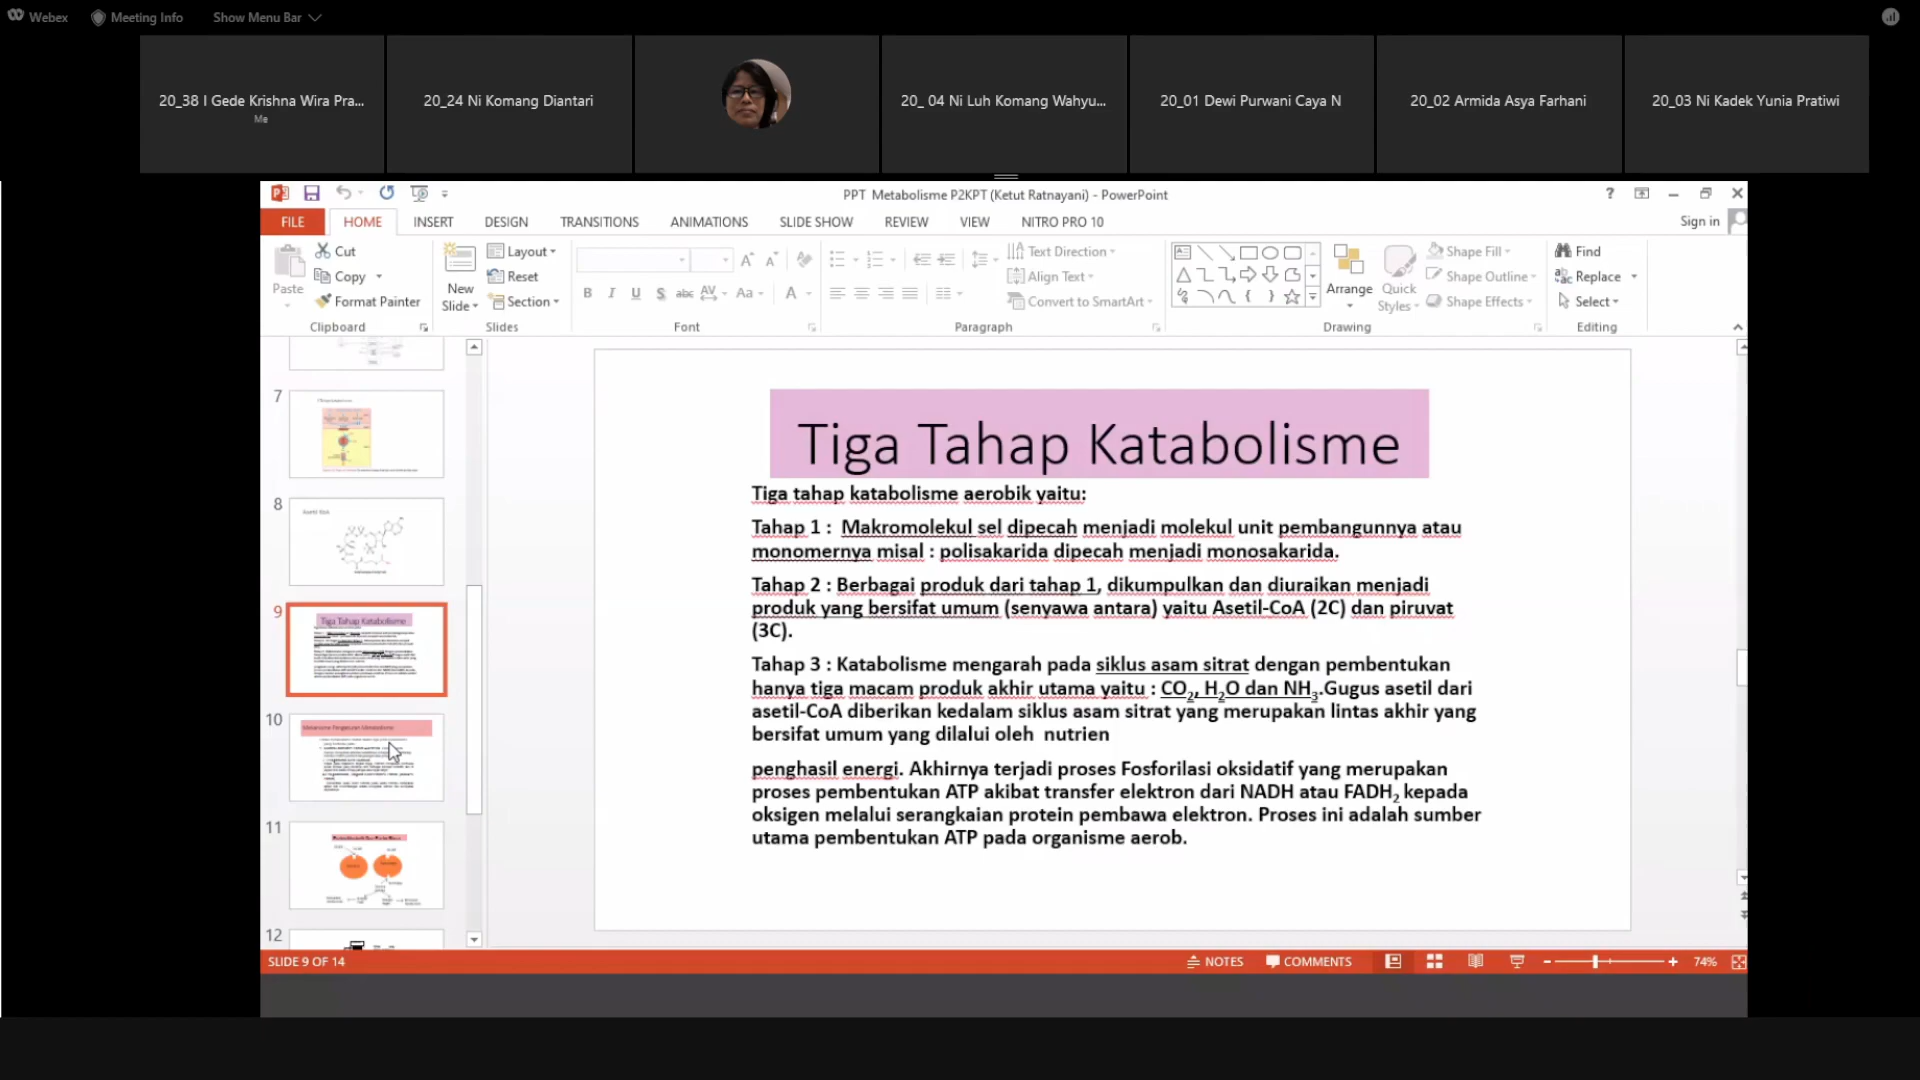 Webex
Meeting Info
Show Menu Bar
20_38 I Gede Krishna Wira Pra...
Me
20_24 Ni Komang Diantari
20_ 04 Ni Luh Komang Wahyu...
20_01 Dewi Purwani Caya N
20_02 Armida Asya Farhani
20_03 Ni Kadek Yunia Pratiwi
PPT Metabolisme P2KPT (Ketut Ratnayani) - PowerPoint
FILE HOME INSERT DESIGN TRANSITIONS ANIMATIONS SLIDE SHOW REVIEW VIEW NITRO PRO 10 Sign in
Paste
Cut
Copy
Format Painter
Clipboard
New
Slide
Layout
Reset
Section
Slides
Font
Text Direction
Align Text
Convert to SmartArt
Paragraph
Arrange
Quick
Styles
Shape Fill
Shape Outline
Shape Effects
Drawing
Find
Replace
Select
Editing
7
8
9
Tiga Tahap Katabolisme
10
11
12
Tiga Tahap Katabolisme
Tiga tahap katabolisme aerobik yaitu:
Tahap 1 : Makromolekul sel dipecah menjadi molekul unit pembangunnya atau
monomernya misal : polisakarida dipecah menjadi monosakarida.
Tahap 2 : Berbagai produk dari tahap 1, dikumpulkan dan diuraikan menjadi
produk yang bersifat umum (senyawa antara) yaitu Asetil-CoA (2C) dan piruvat
(3C).
Tahap 3 : Katabolisme mengarah pada siklus asam sitrat dengan pembentukan
hanya tiga macam produk akhir utama yaitu : CO₂, H₂O dan NH₃.Gugus asetil dari
asetil-CoA diberikan kedalam siklus asam sitrat yang merupakan lintas akhir yang
bersifat umum yang dilalui oleh nutrien
penghasil energi. Akhirnya terjadi proses Fosforilasi oksidatif yang merupakan
proses pembentukan ATP akibat transfer elektron dari NADH atau FADH₂ kepada
oksigen melalui serangkaian protein pembawa elektron. Proses ini adalah sumber
utama pembentukan ATP pada organisme aerob.
SLIDE 9 OF 14
NOTES
COMMENTS
74%